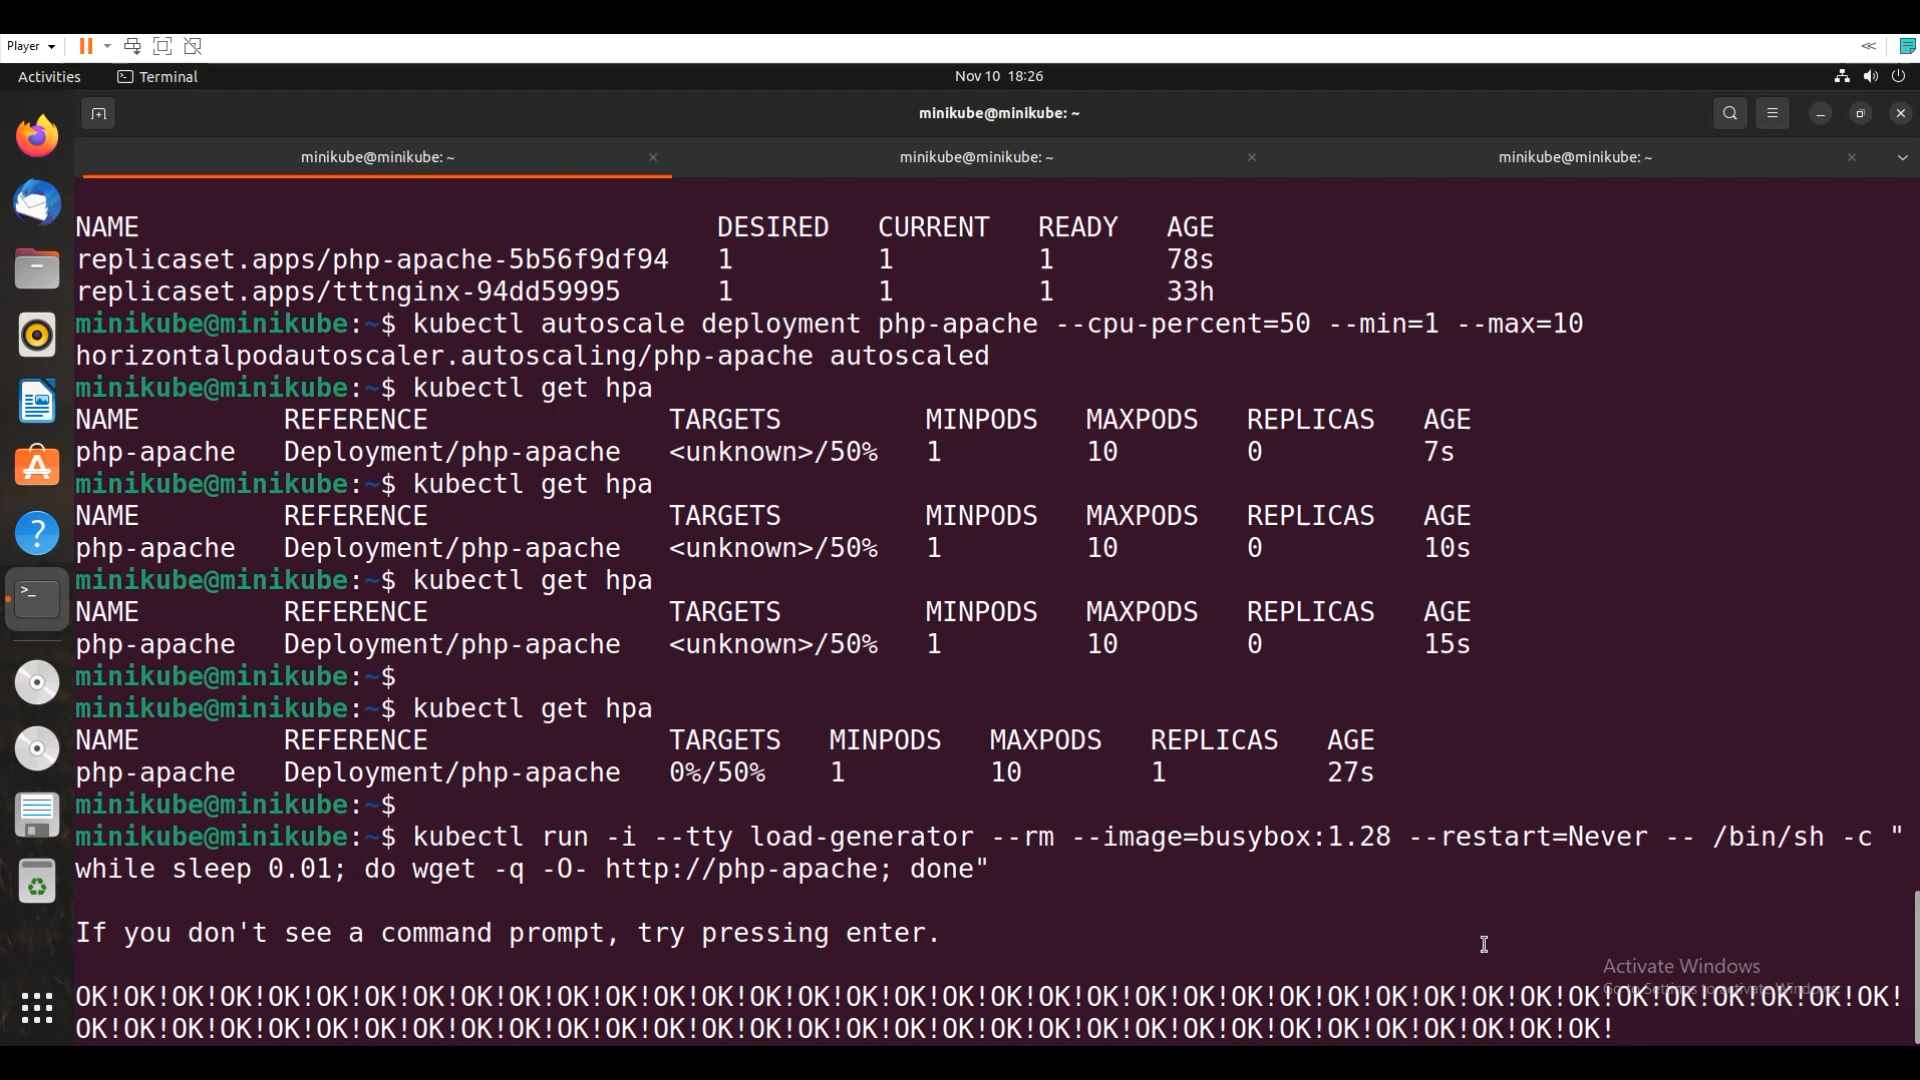 Player
Activities Terminal Nov 10 18:26
minikube@minikube: ~
minikube@minikube: ~ minikube@minikube: ~ minikube@minikube: ~
NAME DESIRED CURRENT READY AGE
replicaset.apps/php-apache-5b56f9df94 1 1 1 78s
replicaset.apps/tttnginx-94dd59995 1 1 1 33h
minikube@minikube:~$ kubectl autoscale deployment php-apache --cpu-percent=50 --min=1 --max=10
horizontalpodautoscaler.autoscaling/php-apache autoscaled
minikube@minikube:~$ kubectl get hpa
NAME REFERENCE TARGETS MINPODS MAXPODS REPLICAS AGE
php-apache Deployment/php-apache <unknown>/50% 1 10 0 7s
minikube@minikube:~$ kubectl get hpa
NAME REFERENCE TARGETS MINPODS MAXPODS REPLICAS AGE
php-apache Deployment/php-apache <unknown>/50% 1 10 0 10s
minikube@minikube:~$ kubectl get hpa
NAME REFERENCE TARGETS MINPODS MAXPODS REPLICAS AGE
php-apache Deployment/php-apache <unknown>/50% 1 10 0 15s
minikube@minikube:~$
minikube@minikube:~$ kubectl get hpa
NAME REFERENCE TARGETS MINPODS MAXPODS REPLICAS AGE
php-apache Deployment/php-apache 0%/50% 1 10 1 27s
minikube@minikube:~$
minikube@minikube:~$ kubectl run -i --tty load-generator --rm --image=busybox:1.28 --restart=Never -- /bin/sh -c "
while sleep 0.01; do wget -q -O- http://php-apache; done"
If you don't see a command prompt, try pressing enter.
Activate Windows
Go to Settings to activate Windows.
OK!OK!OK!OK!OK!OK!OK!OK!OK!OK!OK!OK!OK!OK!OK!OK!OK!OK!OK!OK!OK!OK!OK!OK!OK!OK!OK!OK!OK!OK!OK!OK!OK!OK!OK!OK!OK!OK!
OK!OK!OK!OK!OK!OK!OK!OK!OK!OK!OK!OK!OK!OK!OK!OK!OK!OK!OK!OK!OK!OK!OK!OK!OK!OK!OK!OK!OK!OK!OK!OK!